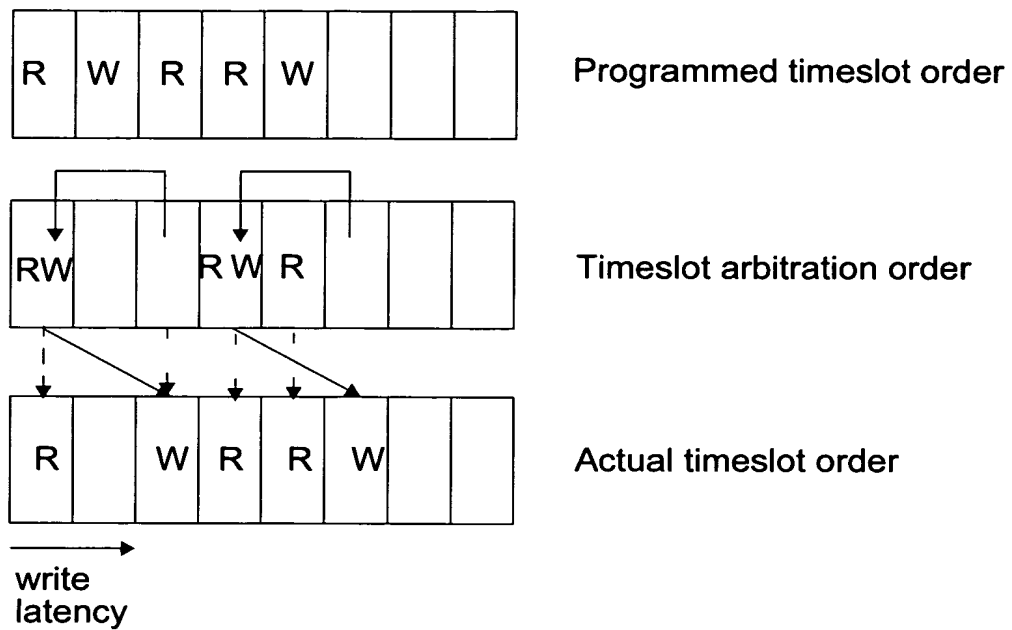 R W R R W Programmed timeslot order
RW RW R Timeslot arbitration order
R W R R W Actual timeslot order
write
latency